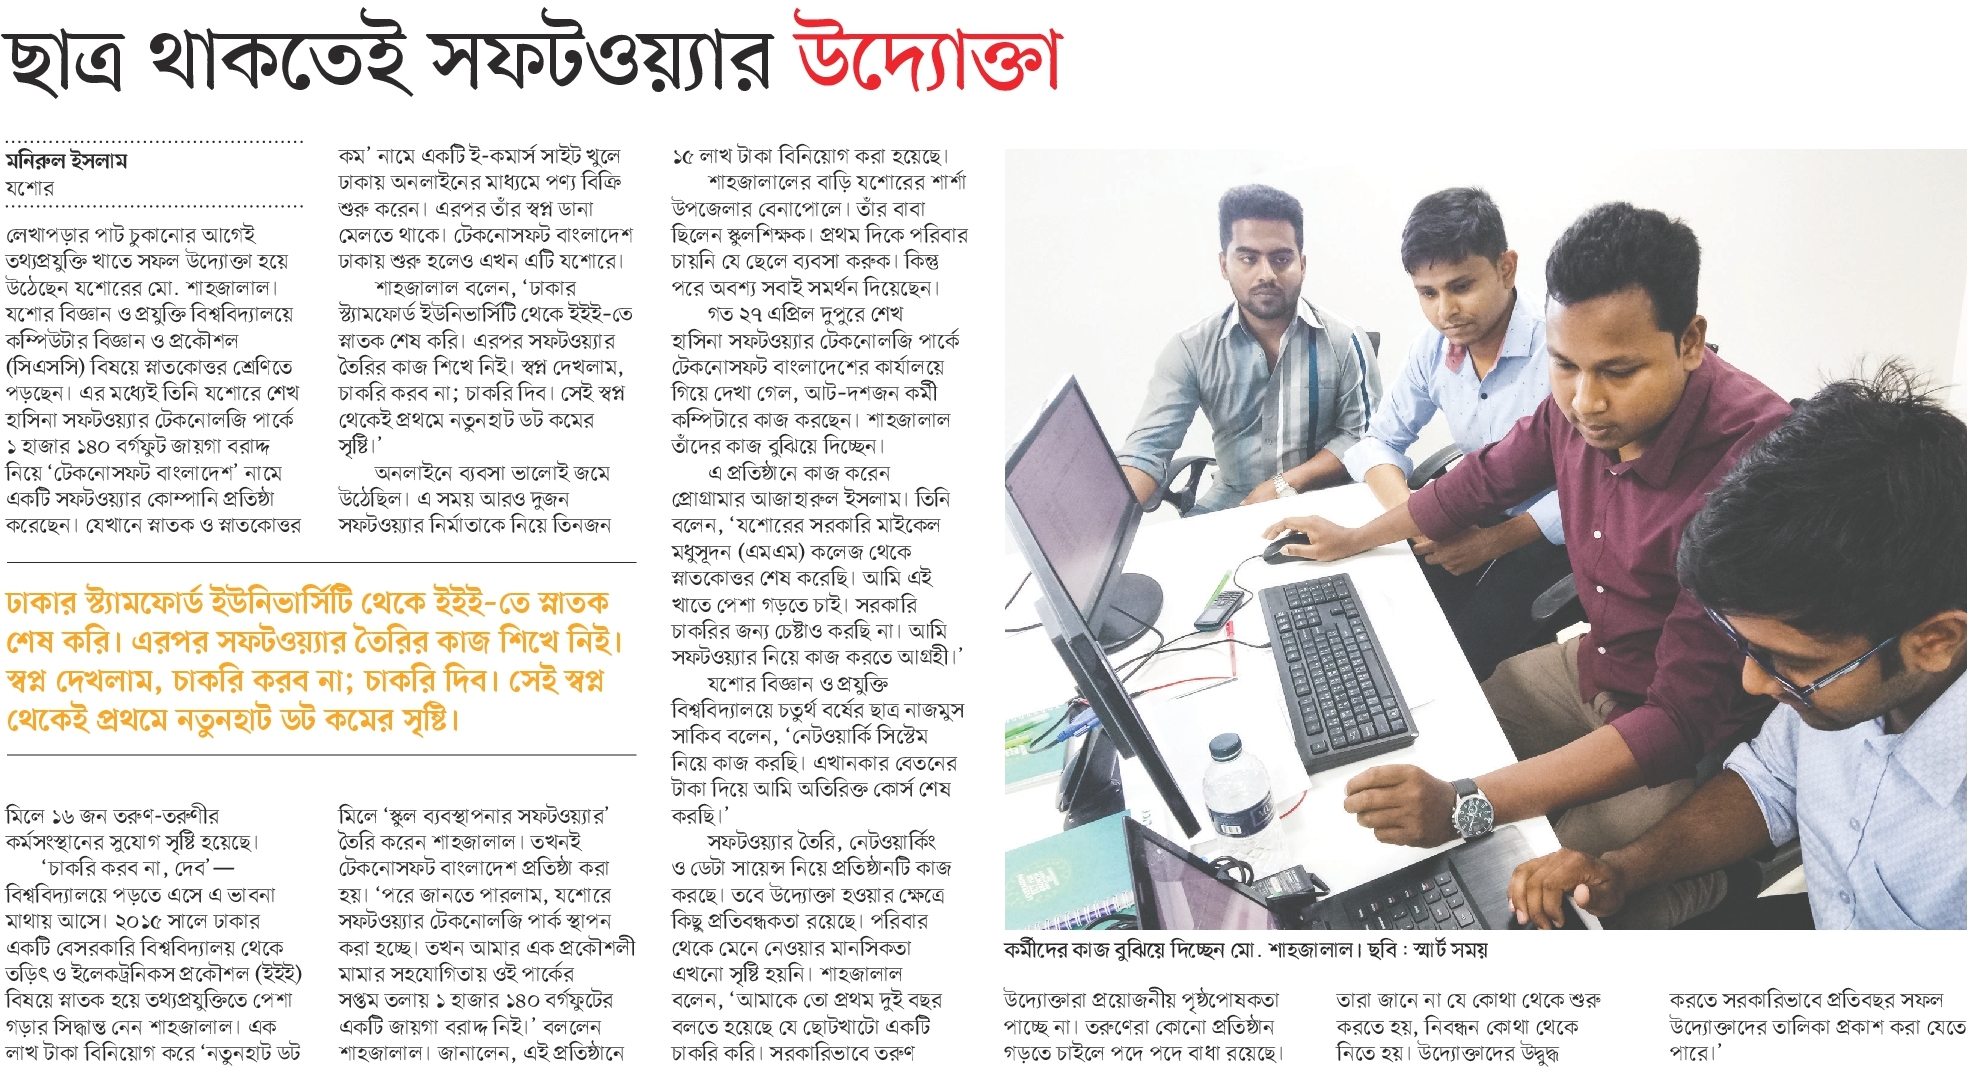 ছাত্র থাকতেই সফটওয়্যার উদ্যোক্তা
মনিরুল ইসলাম
যশোর
লেখাপড়ার পাট চুকানোর আগেই
তথ্যপ্রযুক্তি খাতে সফল উদ্যোক্তা হয়ে
উঠেছেন যশোরের মো. শাহজালাল।
যশোর বিজ্ঞান ও প্রযুক্তি বিশ্ববিদ্যালয়ে
কম্পিউটার বিজ্ঞান ও প্রকৌশল
(সিএসসি) বিষয়ে স্নাতকোত্তর শ্রেণিতে
পড়ছেন। এর মধ্যেই তিনি যশোরে শেখ
হাসিনা সফটওয়্যার টেকনোলজি পার্কে
১ হাজার ১৪০ বর্গফুট জায়গা বরাদ্দ
নিয়ে ‘টেকনোসফট বাংলাদেশ’ নামে
একটি সফটওয়্যার কোম্পানি প্রতিষ্ঠা
করেছেন। যেখানে স্নাতক ও স্নাতকোত্তর
মিলে ১৬ জন তরুণ-তরুণীর
কর্মসংস্থানের সুযোগ সৃষ্টি হয়েছে।
‘চাকরি করব না, দেব’—
বিশ্ববিদ্যালয়ে পড়তে এসে এ ভাবনা
মাথায় আসে। ২০১৫ সালে ঢাকার
একটি বেসরকারি বিশ্ববিদ্যালয় থেকে
তড়িৎ ও ইলেকট্রনিকস প্রকৌশল (ইইই)
বিষয়ে স্নাতক হয়ে তথ্যপ্রযুক্তিতে পেশা
গড়ার সিদ্ধান্ত নেন শাহজালাল। এক
লাখ টাকা বিনিয়োগ করে ‘নতুনহাট ডট
কম’ নামে একটি ই-কমার্স সাইট খুলে
ঢাকায় অনলাইনের মাধ্যমে পণ্য বিক্রি
শুরু করেন। এরপর তাঁর স্বপ্ন ডানা
মেলতে থাকে। টেকনোসফট বাংলাদেশ
ঢাকায় শুরু হলেও এখন এটি যশোরে।
শাহজালাল বলেন, ‘ঢাকার
স্ট্যামফোর্ড ইউনিভার্সিটি থেকে ইইই-তে
স্নাতক শেষ করি। এরপর সফটওয়্যার
তৈরির কাজ শিখে নিই। স্বপ্ন দেখলাম,
চাকরি করব না; চাকরি দিব। সেই স্বপ্ন
থেকেই প্রথমে নতুনহাট ডট কমের
সৃষ্টি।’
অনলাইনে ব্যবসা ভালোই জমে
উঠেছিল। এ সময় আরও দুজন
সফটওয়্যার নির্মাতাকে নিয়ে তিনজন
ঢাকার স্ট্যামফোর্ড ইউনিভার্সিটি থেকে ইইই-তে স্নাতক
শেষ করি। এরপর সফটওয়্যার তৈরির কাজ শিখে নিই।
স্বপ্ন দেখলাম, চাকরি করব না; চাকরি দিব। সেই স্বপ্ন
থেকেই প্রথমে নতুনহাট ডট কমের সৃষ্টি।
মিলে ‘স্কুল ব্যবস্থাপনার সফটওয়্যার’
তৈরি করেন শাহজালাল। তখনই
টেকনোসফট বাংলাদেশ প্রতিষ্ঠা করা
হয়। ‘পরে জানতে পারলাম, যশোরে
সফটওয়্যার টেকনোলজি পার্ক স্থাপন
করা হচ্ছে। তখন আমার এক প্রকৌশলী
মামার সহযোগিতায় ওই পার্কের
সপ্তম তলায় ১ হাজার ১৪০ বর্গফুটের
একটি জায়গা বরাদ্দ নিই।’ বললেন
শাহজালাল। জানালেন, এই প্রতিষ্ঠানে
১৫ লাখ টাকা বিনিয়োগ করা হয়েছে।
শাহজালালের বাড়ি যশোরের শার্শা
উপজেলার বেনাপোলে। তাঁর বাবা
ছিলেন স্কুলশিক্ষক। প্রথম দিকে পরিবার
চায়নি যে ছেলে ব্যবসা করুক। কিন্তু
পরে অবশ্য সবাই সমর্থন দিয়েছেন।
গত ২৭ এপ্রিল দুপুরে শেখ
হাসিনা সফটওয়্যার টেকনোলজি পার্কে
টেকনোসফট বাংলাদেশের কার্যালয়ে
গিয়ে দেখা গেল, আট-দশজন কর্মী
কম্পিটারে কাজ করছেন। শাহজালাল
তাঁদের কাজ বুঝিয়ে দিচ্ছেন।
এ প্রতিষ্ঠানে কাজ করেন
প্রোগ্রামার আজাহারুল ইসলাম। তিনি
বলেন, ‘যশোরের সরকারি মাইকেল
মধুসূদন (এমএম) কলেজ থেকে
স্নাতকোত্তর শেষ করেছি। আমি এই
খাতে পেশা গড়তে চাই। সরকারি
চাকরির জন্য চেষ্টাও করছি না। আমি
সফটওয়্যার নিয়ে কাজ করতে আগ্রহী।’
যশোর বিজ্ঞান ও প্রযুক্তি
বিশ্ববিদ্যালয়ে চতুর্থ বর্ষের ছাত্র নাজমুস
সাকিব বলেন, ‘নেটওয়ার্কি সিস্টেম
নিয়ে কাজ করছি। এখানকার বেতনের
টাকা দিয়ে আমি অতিরিক্ত কোর্স শেষ
করছি।’
সফটওয়্যার তৈরি, নেটওয়ার্কিং
ও ডেটা সায়েন্স নিয়ে প্রতিষ্ঠানটি কাজ
করছে। তবে উদ্যোক্তা হওয়ার ক্ষেত্রে
কিছু প্রতিবন্ধকতা রয়েছে। পরিবার
থেকে মেনে নেওয়ার মানসিকতা
এখনো সৃষ্টি হয়নি। শাহজালাল
বলেন, ‘আমাকে তো প্রথম দুই বছর
বলতে হয়েছে যে ছোটখাটো একটি
চাকরি করি। সরকারিভাবে তরুণ
কর্মীদের কাজ বুঝিয়ে দিচ্ছেন মো. শাহজালাল। ছবি : স্মার্ট সময়
উদ্যোক্তারা প্রয়োজনীয় পৃষ্ঠপোষকতা
পাচ্ছে না। তরুণেরা কোনো প্রতিষ্ঠান
গড়তে চাইলে পদে পদে বাধা রয়েছে।
তারা জানে না যে কোথা থেকে শুরু
করতে হয়, নিবন্ধন কোথা থেকে
নিতে হয়। উদ্যোক্তাদের উদ্বুদ্ধ
করতে সরকারিভাবে প্রতিবছর সফল
উদ্যোক্তাদের তালিকা প্রকাশ করা যেতে
পারে।’